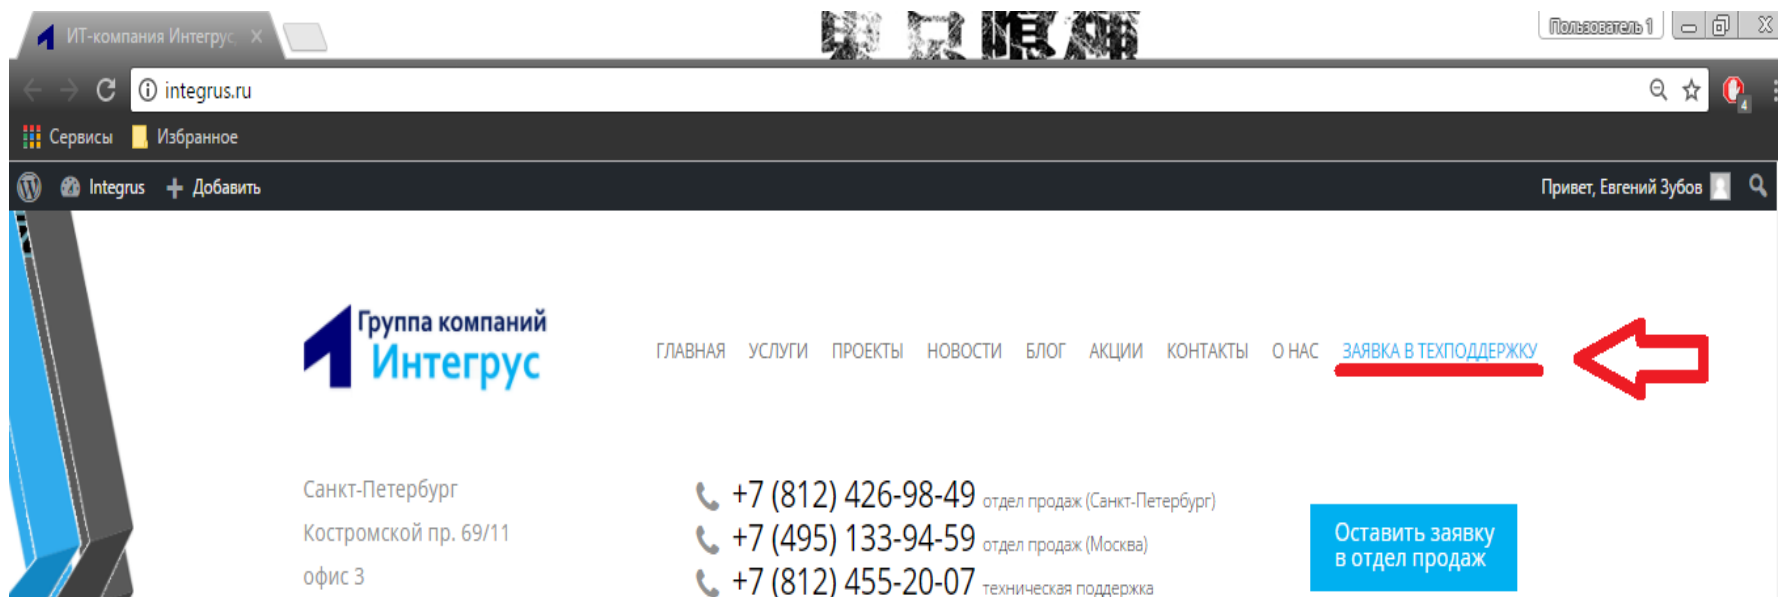 ИТ-компания Интегрус,
Пользователь 1
integrus.ru
4
Сервисы Избранное
Integrus + Добавить
Привет, Евгений Зубов
Группа компаний
Интегрус
ГЛАВНАЯ УСЛУГИ ПРОЕКТЫ НОВОСТИ БЛОГ АКЦИИ КОНТАКТЫ О НАС ЗАЯВКА В ТЕХПОДДЕРЖКУ
Санкт-Петербург
Костромской пр. 69/11
офис 3
+7 (812) 426-98-49 отдел продаж (Санкт-Петербург)
+7 (495) 133-94-59 отдел продаж (Москва)
+7 (812) 455-20-07 техническая поддержка
Оставить заявку
в отдел продаж